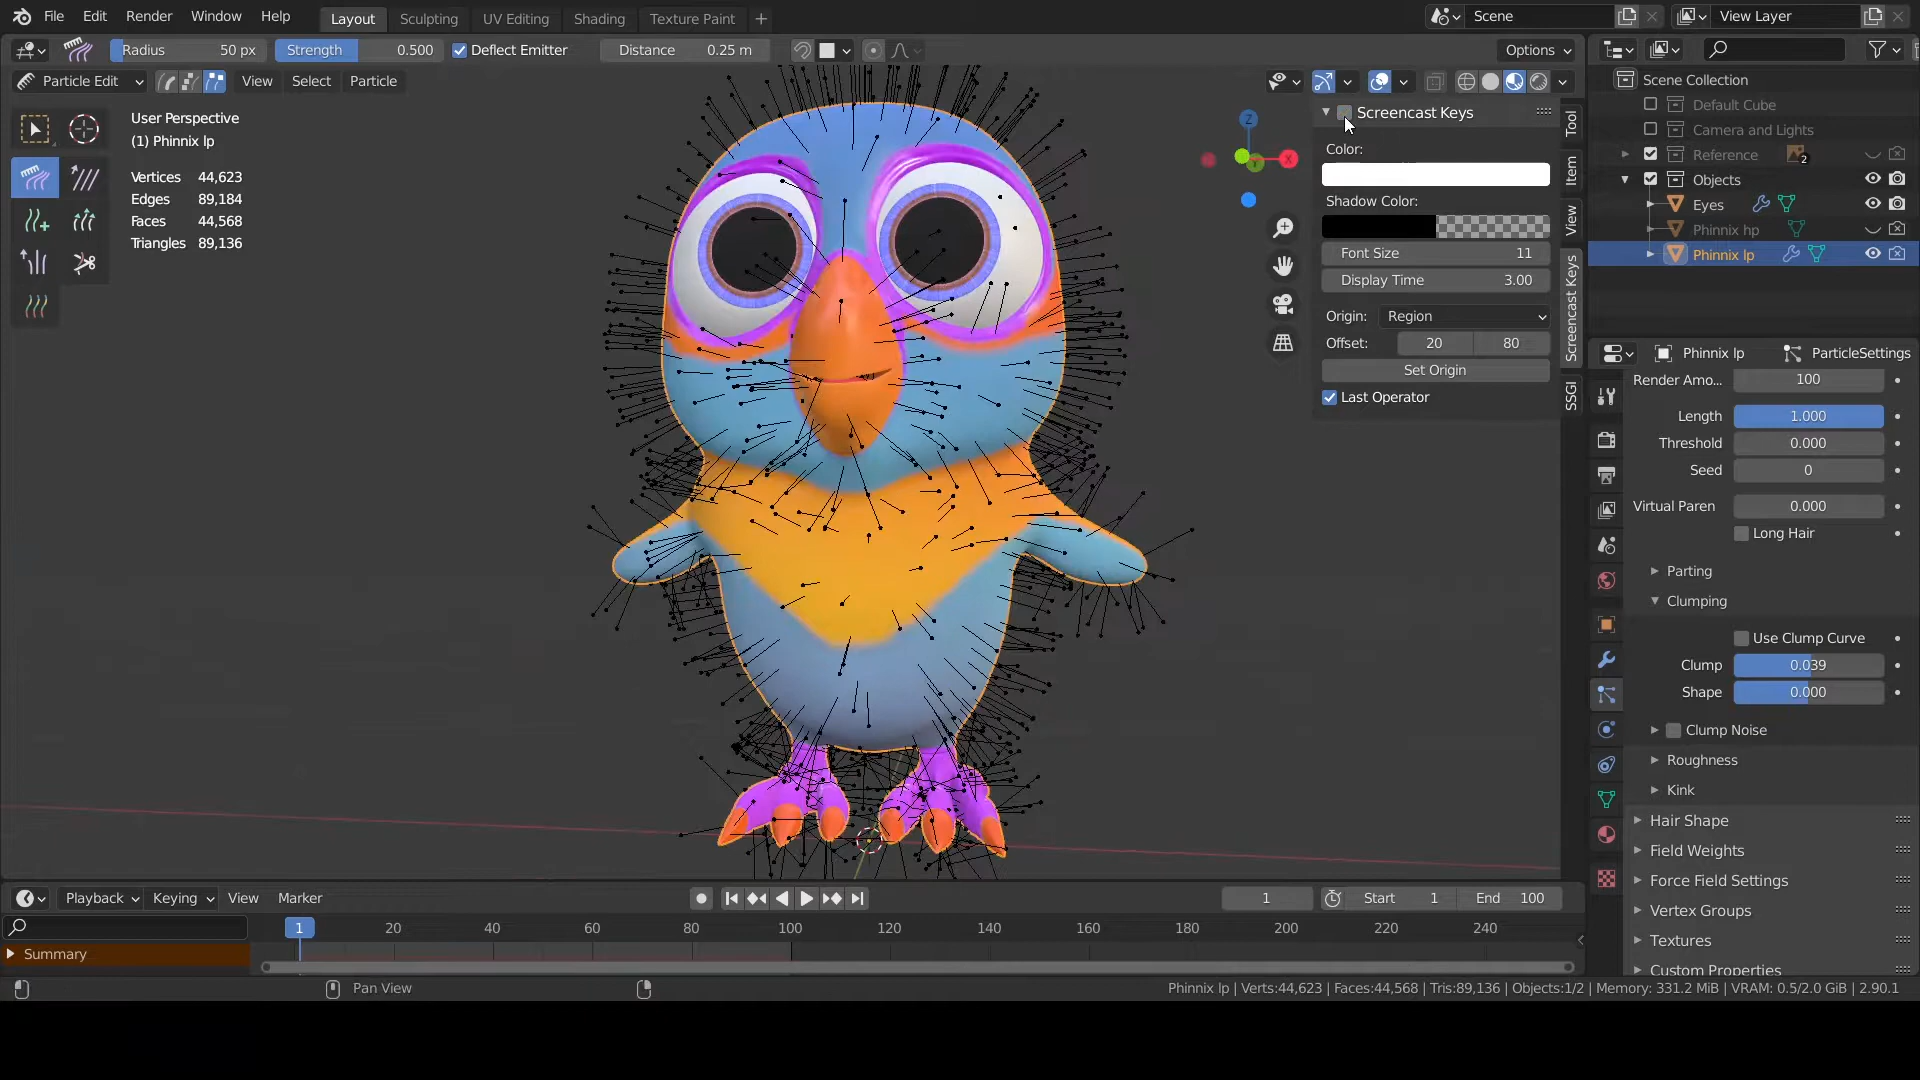 File Edit Render Window Help Layout Sculpting UV Editing Shading Texture Paint + Scene View Layer
Radius 50 px Strength 0.500 Deflect Emitter Distance 0.25 m Options
Particle Edit View Select Particle
User Perspective
(1) Phinnix lp
Vertices 44,623
Edges 89,184
Faces 44,568
Triangles 89,136
Z
X
Y
Screencast Keys
Color:
Shadow Color:
Font Size 11
Display Time 3.00
Origin: Region
Offset: 20 80
Set Origin
Last Operator
Tool
Item
View
Screencast Keys
SSGI
Scene Collection
Default Cube
Camera and Lights
Reference 2
Objects
Eyes
Phinnix hp
Phinnix lp
Phinnix lp ParticleSettings
Render Amo... 100
Length 1.000
Threshold 0.000
Seed 0
Virtual Paren 0.000
Long Hair
Parting
Clumping
Use Clump Curve
Clump 0.039
Shape 0.000
Clump Noise
Roughness
Kink
Hair Shape
Field Weights
Force Field Settings
Vertex Groups
Textures
Custom Properties
Playback Keying View Marker 1 Start 1 End 100
1 20 40 60 80 100 120 140 160 180 200 220 240
Summary
Pan View Phinnix lp | Verts:44,623 | Faces:44,568 | Tris:89,136 | Objects:1/2 | Memory: 331.2 MiB | VRAM: 0.5/2.0 GiB | 2.90.1